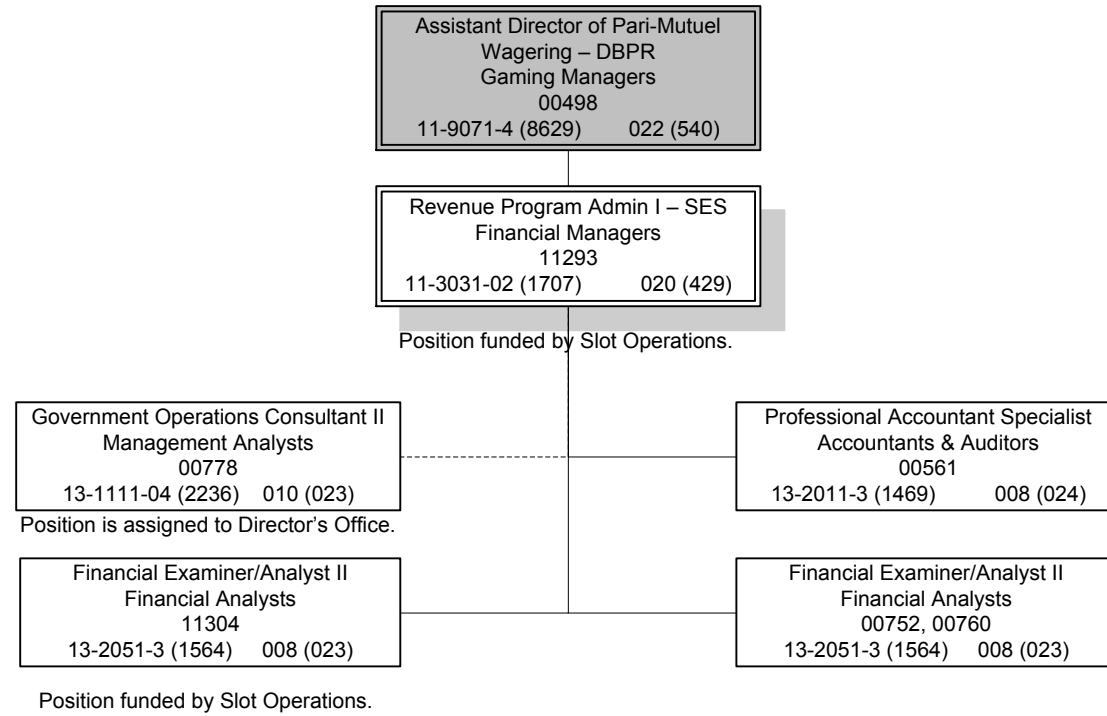 Assistant Director of Pari-Mutuel
Wagering – DBPR
Gaming Managers
00498
11-9071-4 (8629) 022 (540)
Revenue Program Admin I – SES
Financial Managers
11293
11-3031-02 (1707) 020 (429)
Position funded by Slot Operations.
Government Operations Consultant II
Management Analysts
00778
13-1111-04 (2236) 010 (023)
Position is assigned to Director’s Office.
Professional Accountant Specialist
Accountants & Auditors
00561
13-2011-3 (1469) 008 (024)
Financial Examiner/Analyst II
Financial Analysts
11304
13-2051-3 (1564) 008 (023)
Position funded by Slot Operations.
Financial Examiner/Analyst II
Financial Analysts
00752, 00760
13-2051-3 (1564) 008 (023)